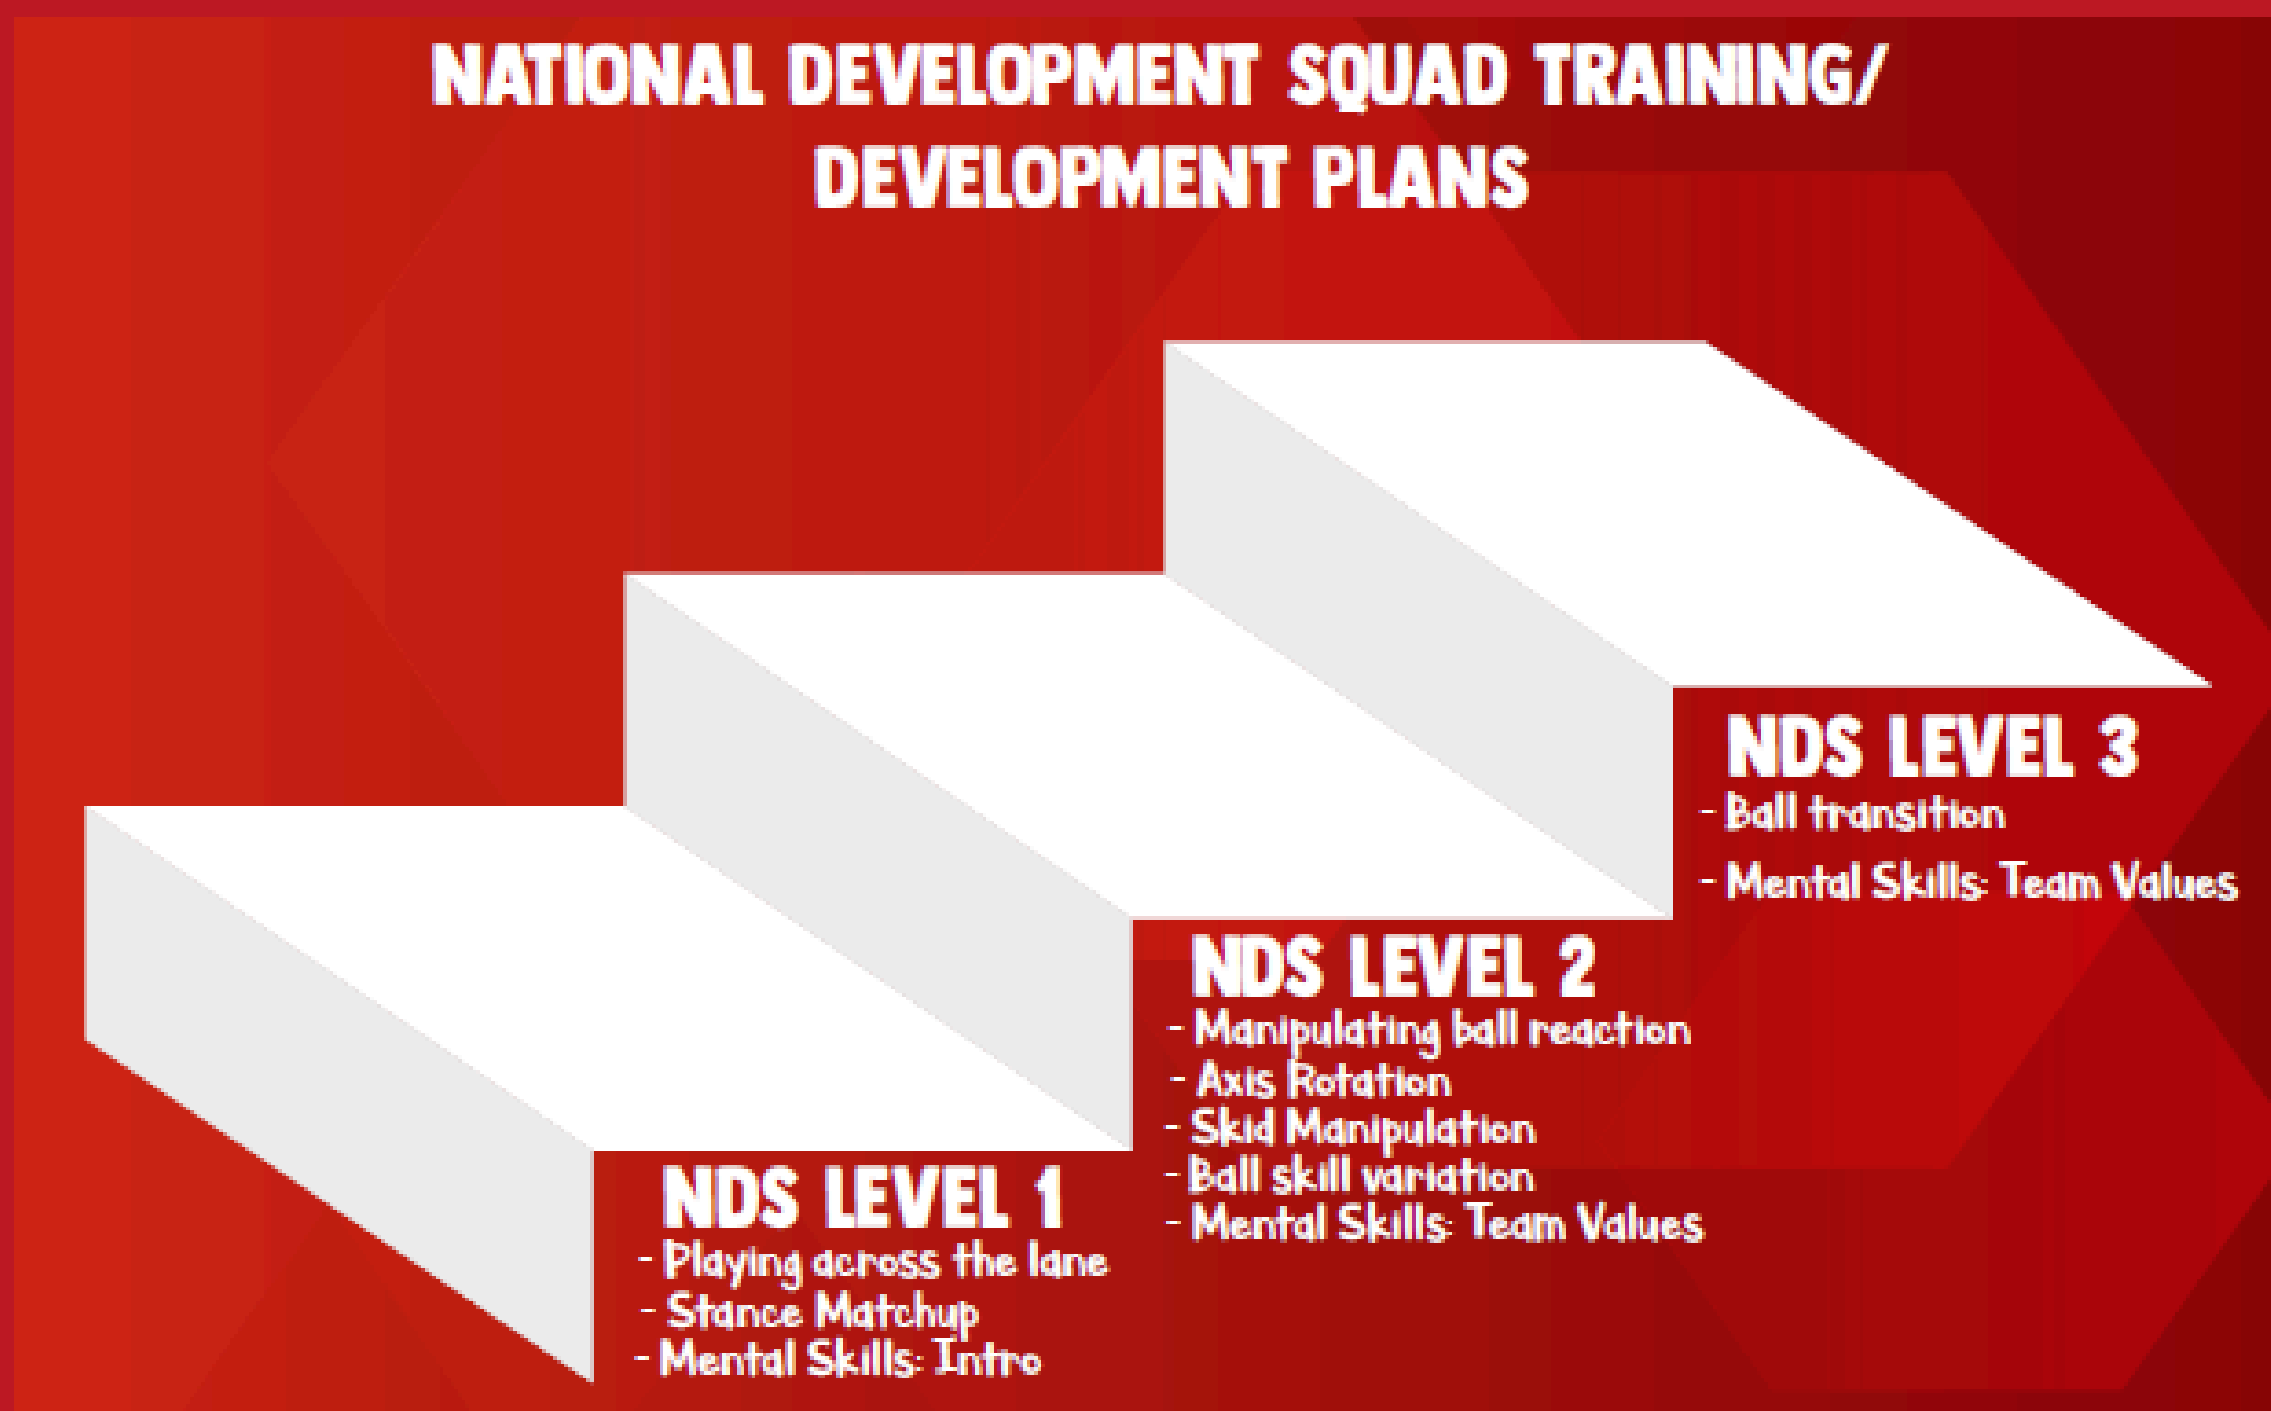 NATIONAL DEVELOPMENT SQUAD TRAINING/
DEVELOPMENT PLANS
NDS LEVEL 3
- Ball transition
- Mental Skills: Team Values
NDS LEVEL 2
- Manipulating ball reaction
- Axis Rotation
- Skid Manipulation
- Ball skill variation
- Mental Skills: Team Values
NDS LEVEL 1
- Playing across the lane
- Stance Matchup
- Mental Skills: Intro